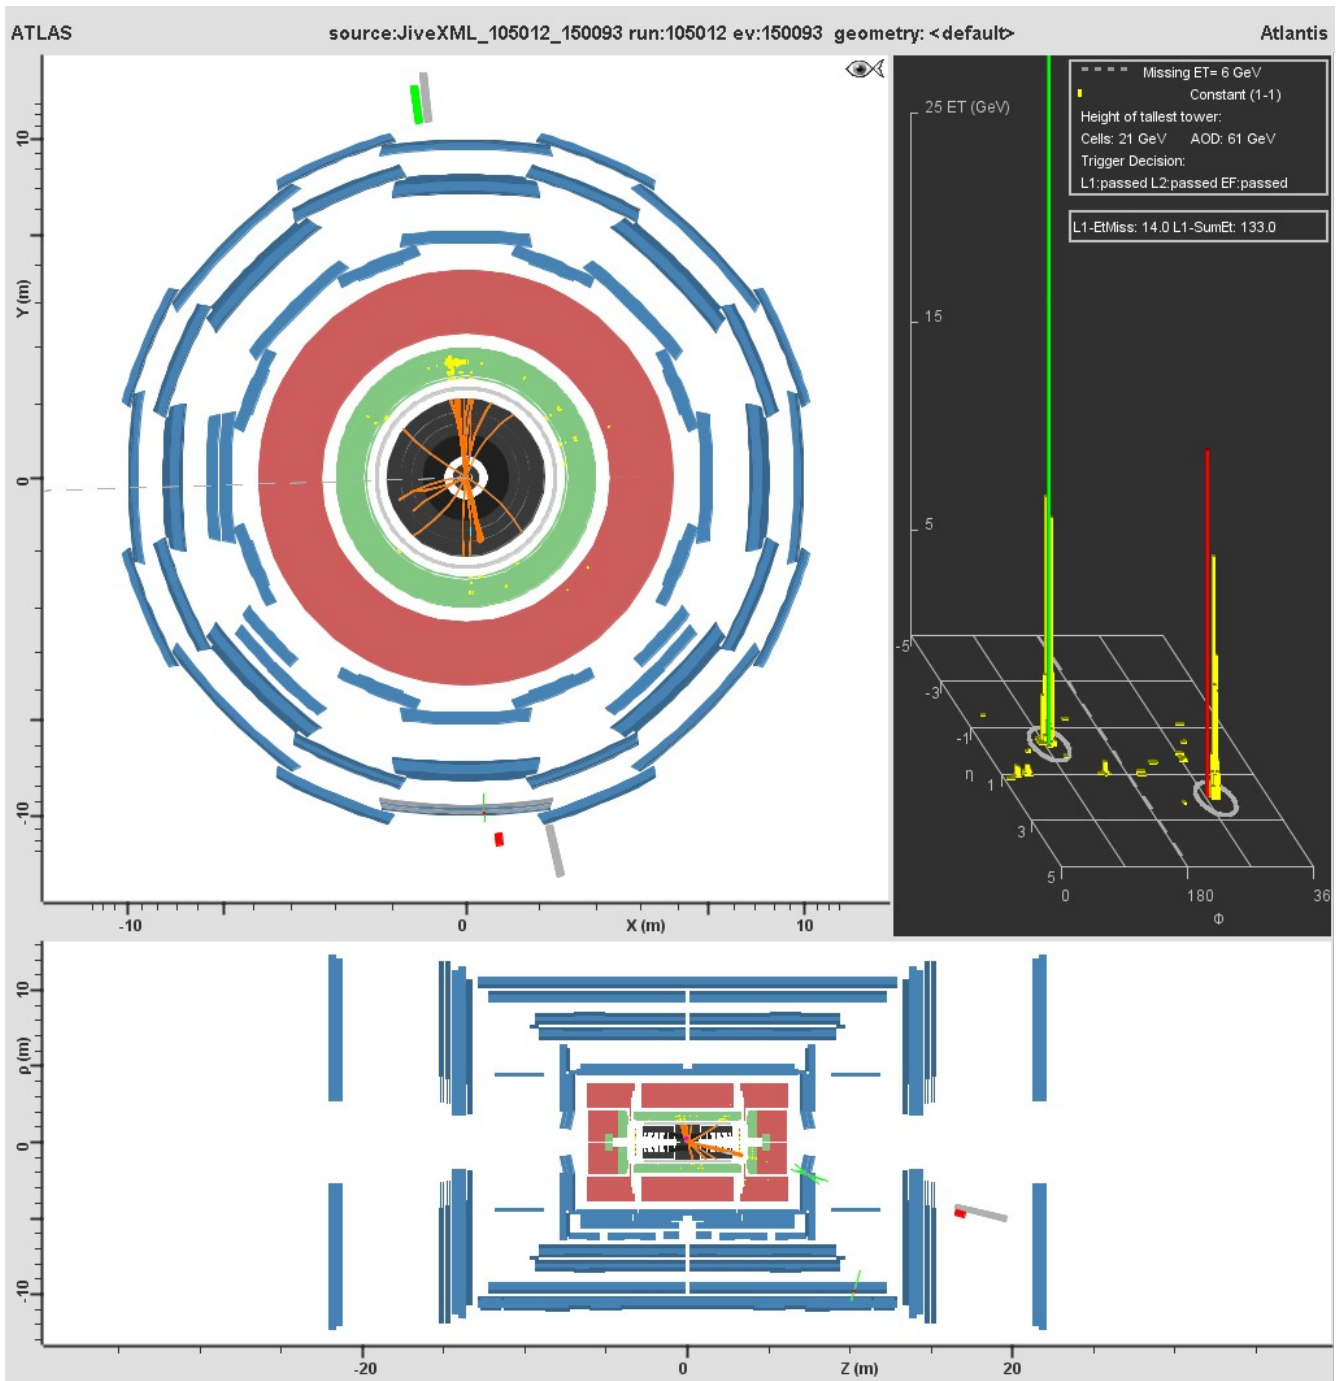 ATLAS source:JiveXML_105012_150093 run:105012 ev:150093 geometry: <default> Atlantis
Missing ET= 6 GeV
Constant (1-1)
Height of tallest tower:
Cells: 21 GeV AOD: 61 GeV
Trigger Decision:
L1:passed L2:passed EF:passed
L1-EtMiss: 14.0 L1-SumEt: 133.0
25 ET (GeV)
15
5
-5
-3
-1
η
1
3
5
0 180 36
Φ
10
Y (m)
0
-10
-10 0 X (m) 10
10
ρ (m)
0
-10
-20 0 Z (m) 20